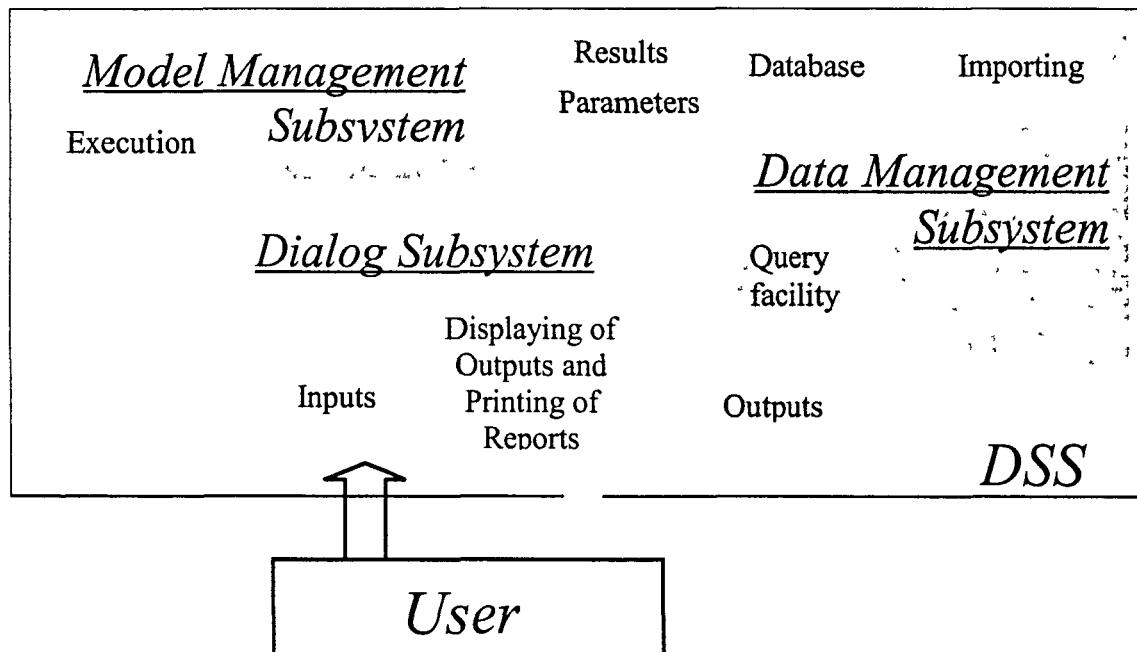 Model Management
Subsystem
Execution
Results
Parameters
Database
Importing
Data Management
Subsystem
Dialog Subsystem
Query
facility
Displaying of
Outputs and
Printing of
Reports
Inputs
Outputs
DSS
User